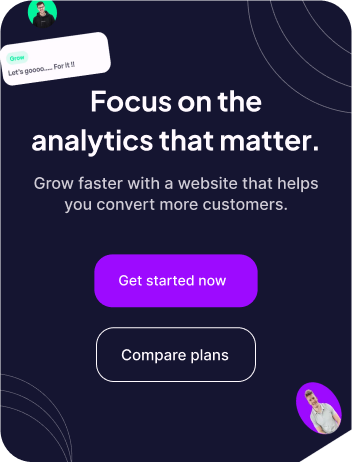 Grow
Let's goooo..... For it !!
Focus on the
analytics that matter.
Grow faster with a website that helps
you convert more customers.
Get started now
Compare plans